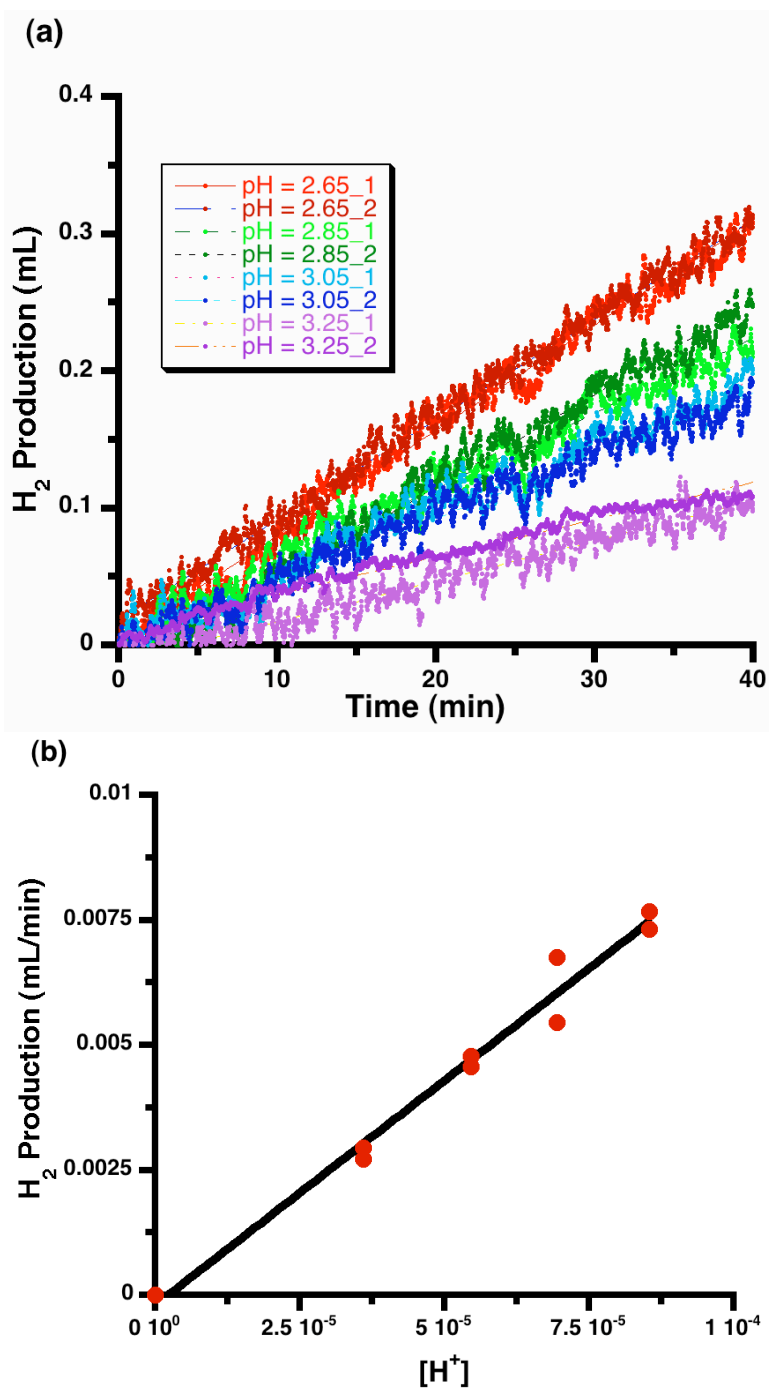 (a)
0.4
0.3
0.2
0.1
0
H2 Production (mL)
pH = 2.65_1
pH = 2.65_2
pH = 2.85_1
pH = 2.85_2
pH = 3.05_1
pH = 3.05_2
pH = 3.25_1
pH = 3.25_2
0 10 20 30 40
Time (min)
(b)
0.01
0.0075
0.005
0.0025
0
H2 Production (mL/min)
0 10⁰ 2.5 10⁻⁵ 5 10⁻⁵ 7.5 10⁻⁵ 1 10⁻⁴
[H⁺]